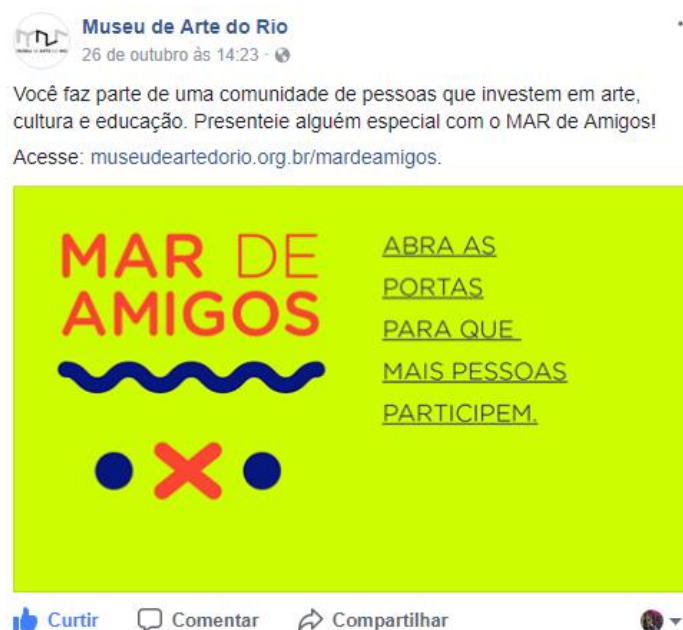 Museu de Arte do Rio
26 de outubro às 14:23 ·
Você faz parte de uma comunidade de pessoas que investem em arte,
cultura e educação. Presenteie alguém especial com o MAR de Amigos!
Acesse: museudeartedorio.org.br/mardeamigos.
MAR DE
AMIGOS
ABRA AS
PORTAS
PARA QUE
MAIS PESSOAS
PARTICIPEM.
Curtir
Comentar
Compartilhar